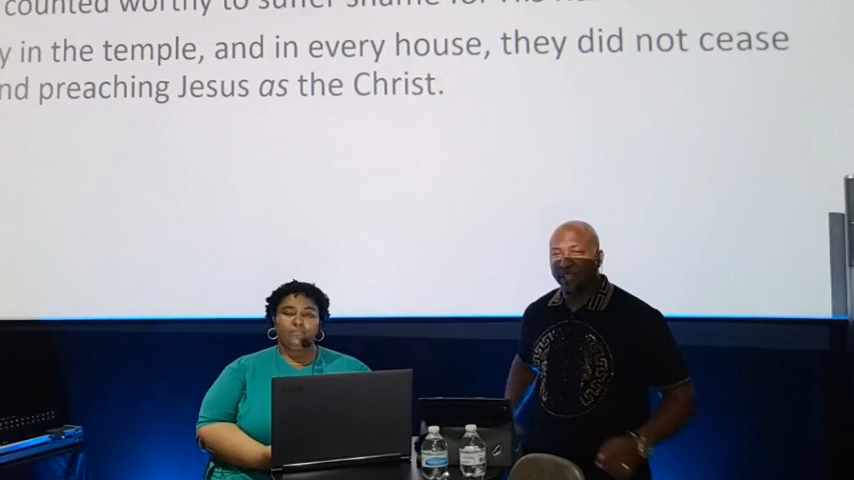 counted worthy to suffer shame for His
in the temple, and in every house, they did not cease
preaching Jesus as the Christ.